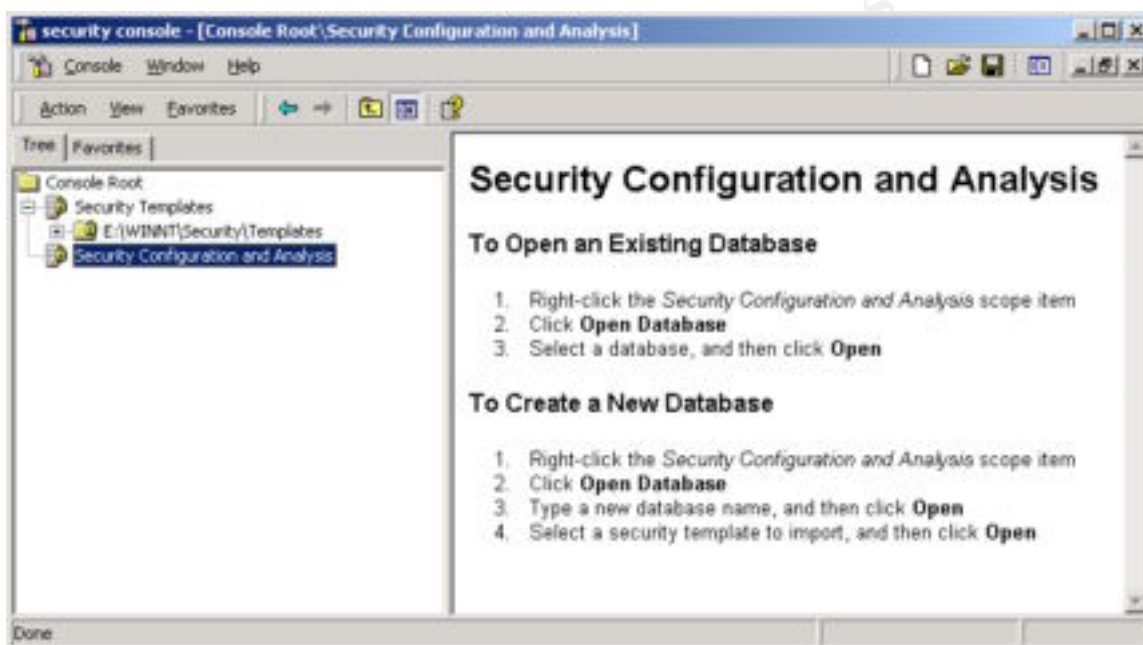 security console - [Console Root\Security Configuration and Analysis]
Console Window Help
Action View Favorites
Tree Favorites
Console Root
Security Templates
E:\WINNT\Security\Templates
Security Configuration and Analysis
Security Configuration and Analysis
To Open an Existing Database
1. Right-click the Security Configuration and Analysis scope item
2. Click Open Database
3. Select a database, and then click Open
To Create a New Database
1. Right-click the Security Configuration and Analysis scope item
2. Click Open Database
3. Type a new database name, and then click Open
4. Select a security template to import, and then click Open
Done